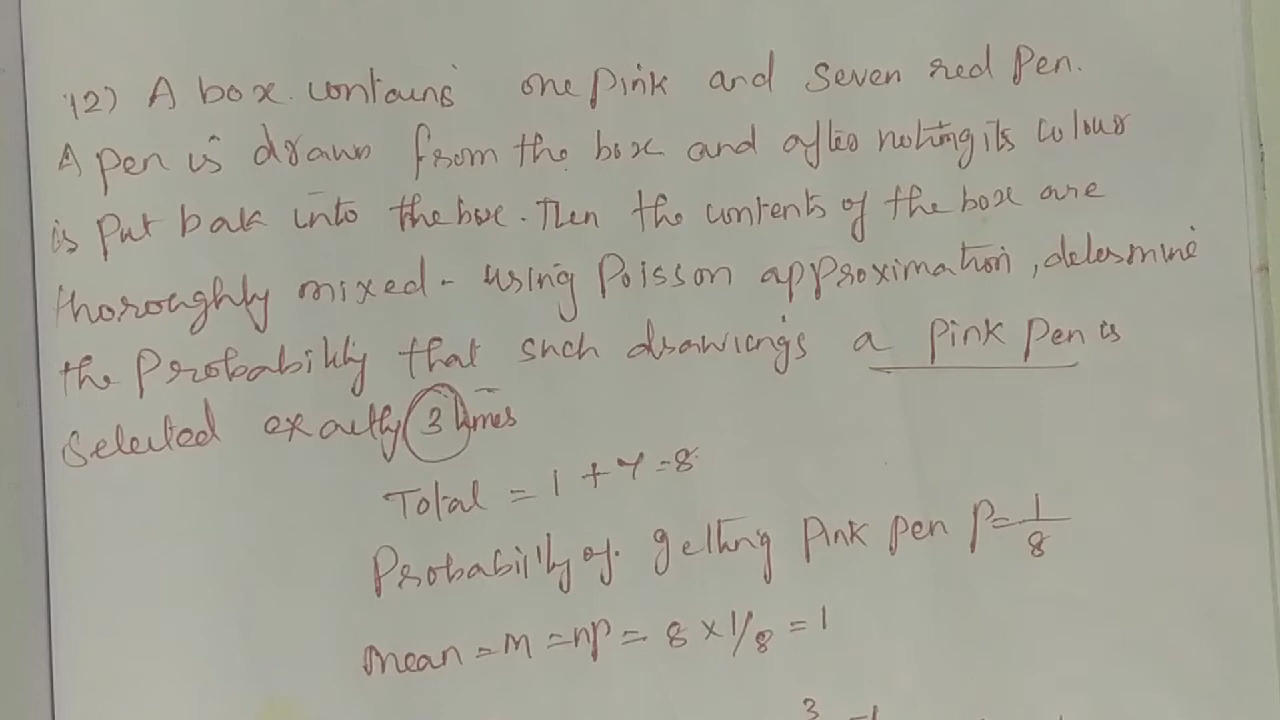 12) A box contains one pink and seven red pen.
A pen is drawn from the box and after noting its colour
is put bak into the box. Then the contents of the box are
thoroughly mixed - using Poisson approximation, determine
the Probability that such drawings a pink pen is
selected exactly 3 times
Total = 1 + 7 = 8
Probability of getting Pink pen P = 1/8
mean = m = np = 8 × 1/8 = 1
3 -1